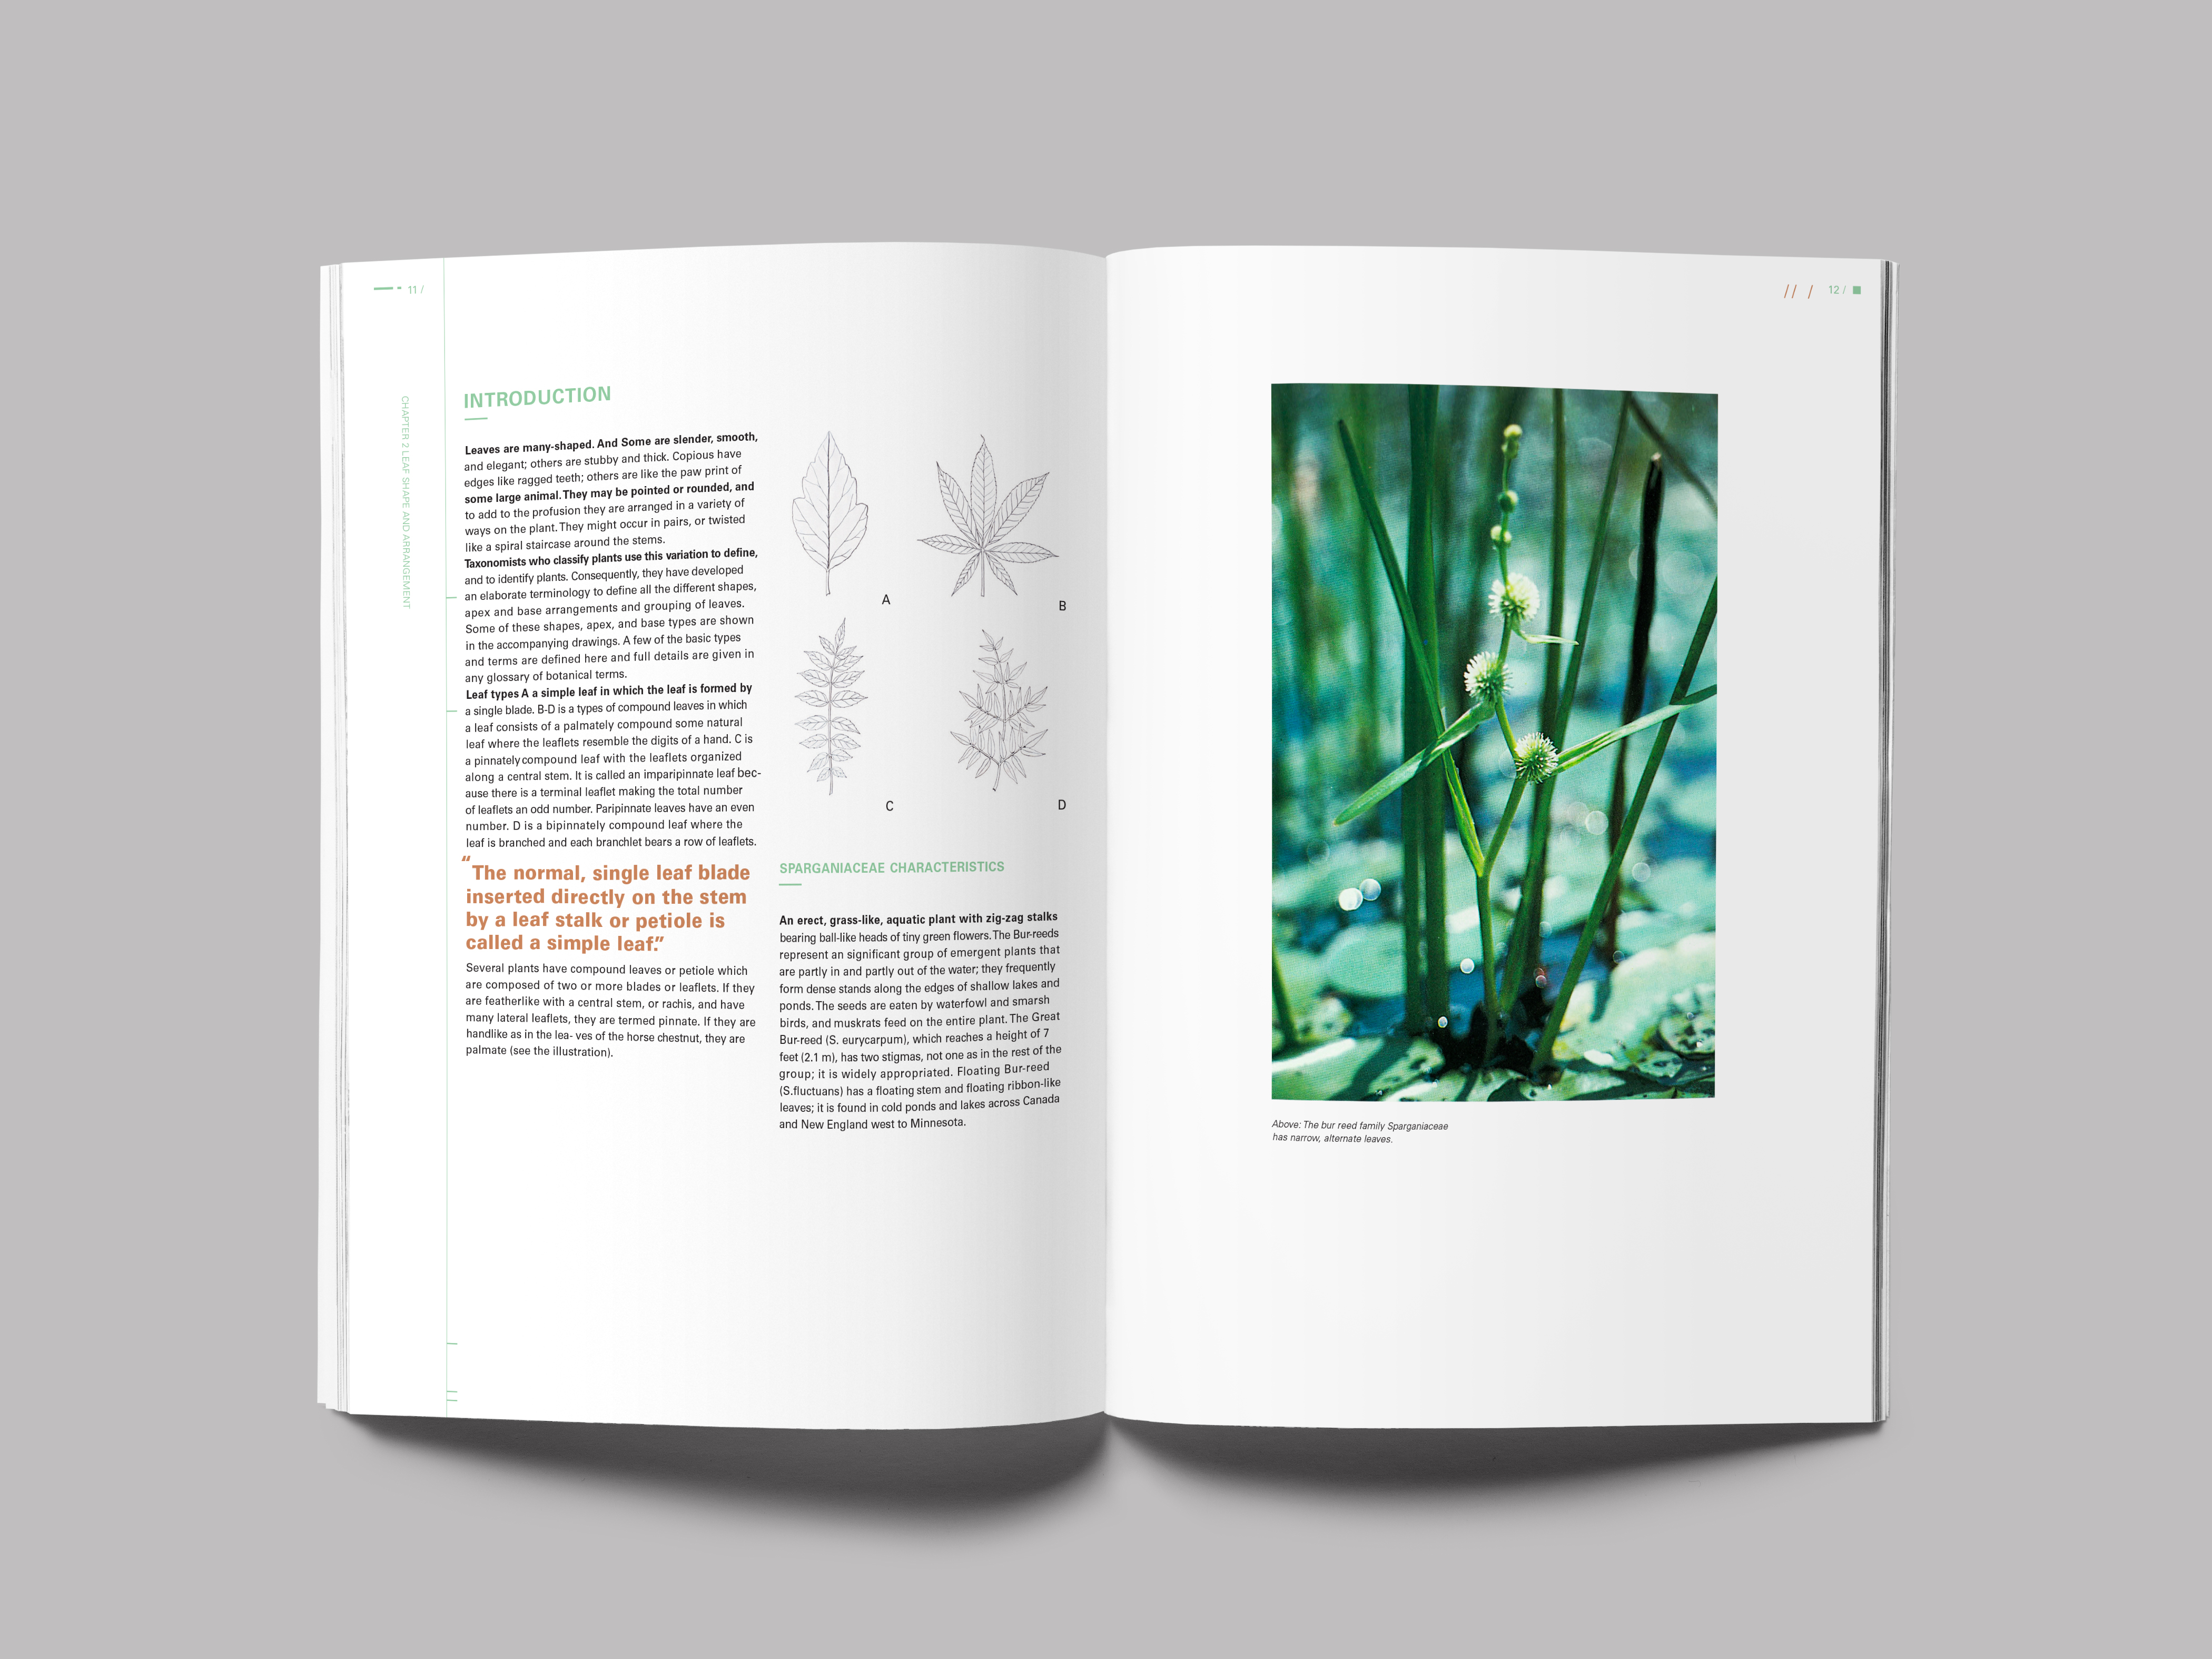 11 /
CHAPTER 2 LEAF SHAPE AND ARRANGEMENT
INTRODUCTION
Leaves are many-shaped. And Some are slender, smooth,
and elegant; others are stubby and thick. Copious have
edges like ragged teeth; others are like the paw print of
some large animal. They may be pointed or rounded, and
to add to the profusion they are arranged in a variety of
ways on the plant. They might occur in pairs, or twisted
like a spiral staircase around the stems.
Taxonomists who classify plants use this variation to define,
and to identify plants. Consequently, they have developed
an elaborate terminology to define all the different shapes,
apex and base arrangements and grouping of leaves.
Some of these shapes, apex, and base types are shown
in the accompanying drawings. A few of the basic types
and terms are defined here and full details are given in
any glossary of botanical terms.
Leaf types A a simple leaf in which the leaf is formed by
a single blade. B-D is a types of compound leaves in which
a leaf consists of a palmately compound some natural
leaf where the leaflets resemble the digits of a hand. C is
a pinnately compound leaf with the leaflets organized
along a central stem. It is called an imparipinnate leaf bec-
ause there is a terminal leaflet making the total number
of leaflets an odd number. Paripinnate leaves have an even
number. D is a bipinnately compound leaf where the
leaf is branched and each branchlet bears a row of leaflets.
“The normal, single leaf blade
inserted directly on the stem
by a leaf stalk or petiole is
called a simple leaf.”
Several plants have compound leaves or petiole which
are composed of two or more blades or leaflets. If they
are featherlike with a central stem, or rachis, and have
many lateral leaflets, they are termed pinnate. If they are
handlike as in the lea- ves of the horse chestnut, they are
palmate (see the illustration).
A
B
C
D
SPARGANIACEAE CHARACTERISTICS
An erect, grass-like, aquatic plant with zig-zag stalks
bearing ball-like heads of tiny green flowers. The Bur-reeds
represent an significant group of emergent plants that
are partly in and partly out of the water; they frequently
form dense stands along the edges of shallow lakes and
ponds. The seeds are eaten by waterfowl and smarsh
birds, and muskrats feed on the entire plant. The Great
Bur-reed (S. eurycarpum), which reaches a height of 7
feet (2.1 m), has two stigmas, not one as in the rest of the
group; it is widely appropriated. Floating Bur-reed
(S.fluctuans) has a floating stem and floating ribbon-like
leaves; it is found in cold ponds and lakes across Canada
and New England west to Minnesota.
// / 12 /
Above: The bur reed family Sparganiaceae
has narrow, alternate leaves.